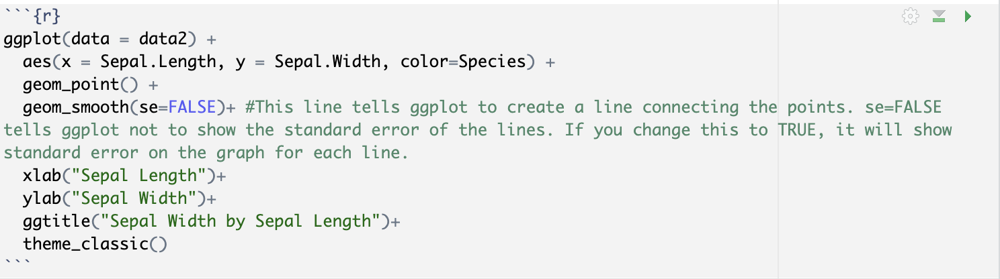 ```{r}
ggplot(data = data2) +
  aes(x = Sepal.Length, y = Sepal.Width, color=Species) +
  geom_point() +
  geom_smooth(se=FALSE)+ #This line tells ggplot to create a line connecting the points. se=FALSE
tells ggplot not to show the standard error of the lines. If you change this to TRUE, it will show
standard error on the graph for each line.
  xlab("Sepal Length")+
  ylab("Sepal Width")+
  ggtitle("Sepal Width by Sepal Length")+
  theme_classic()
```